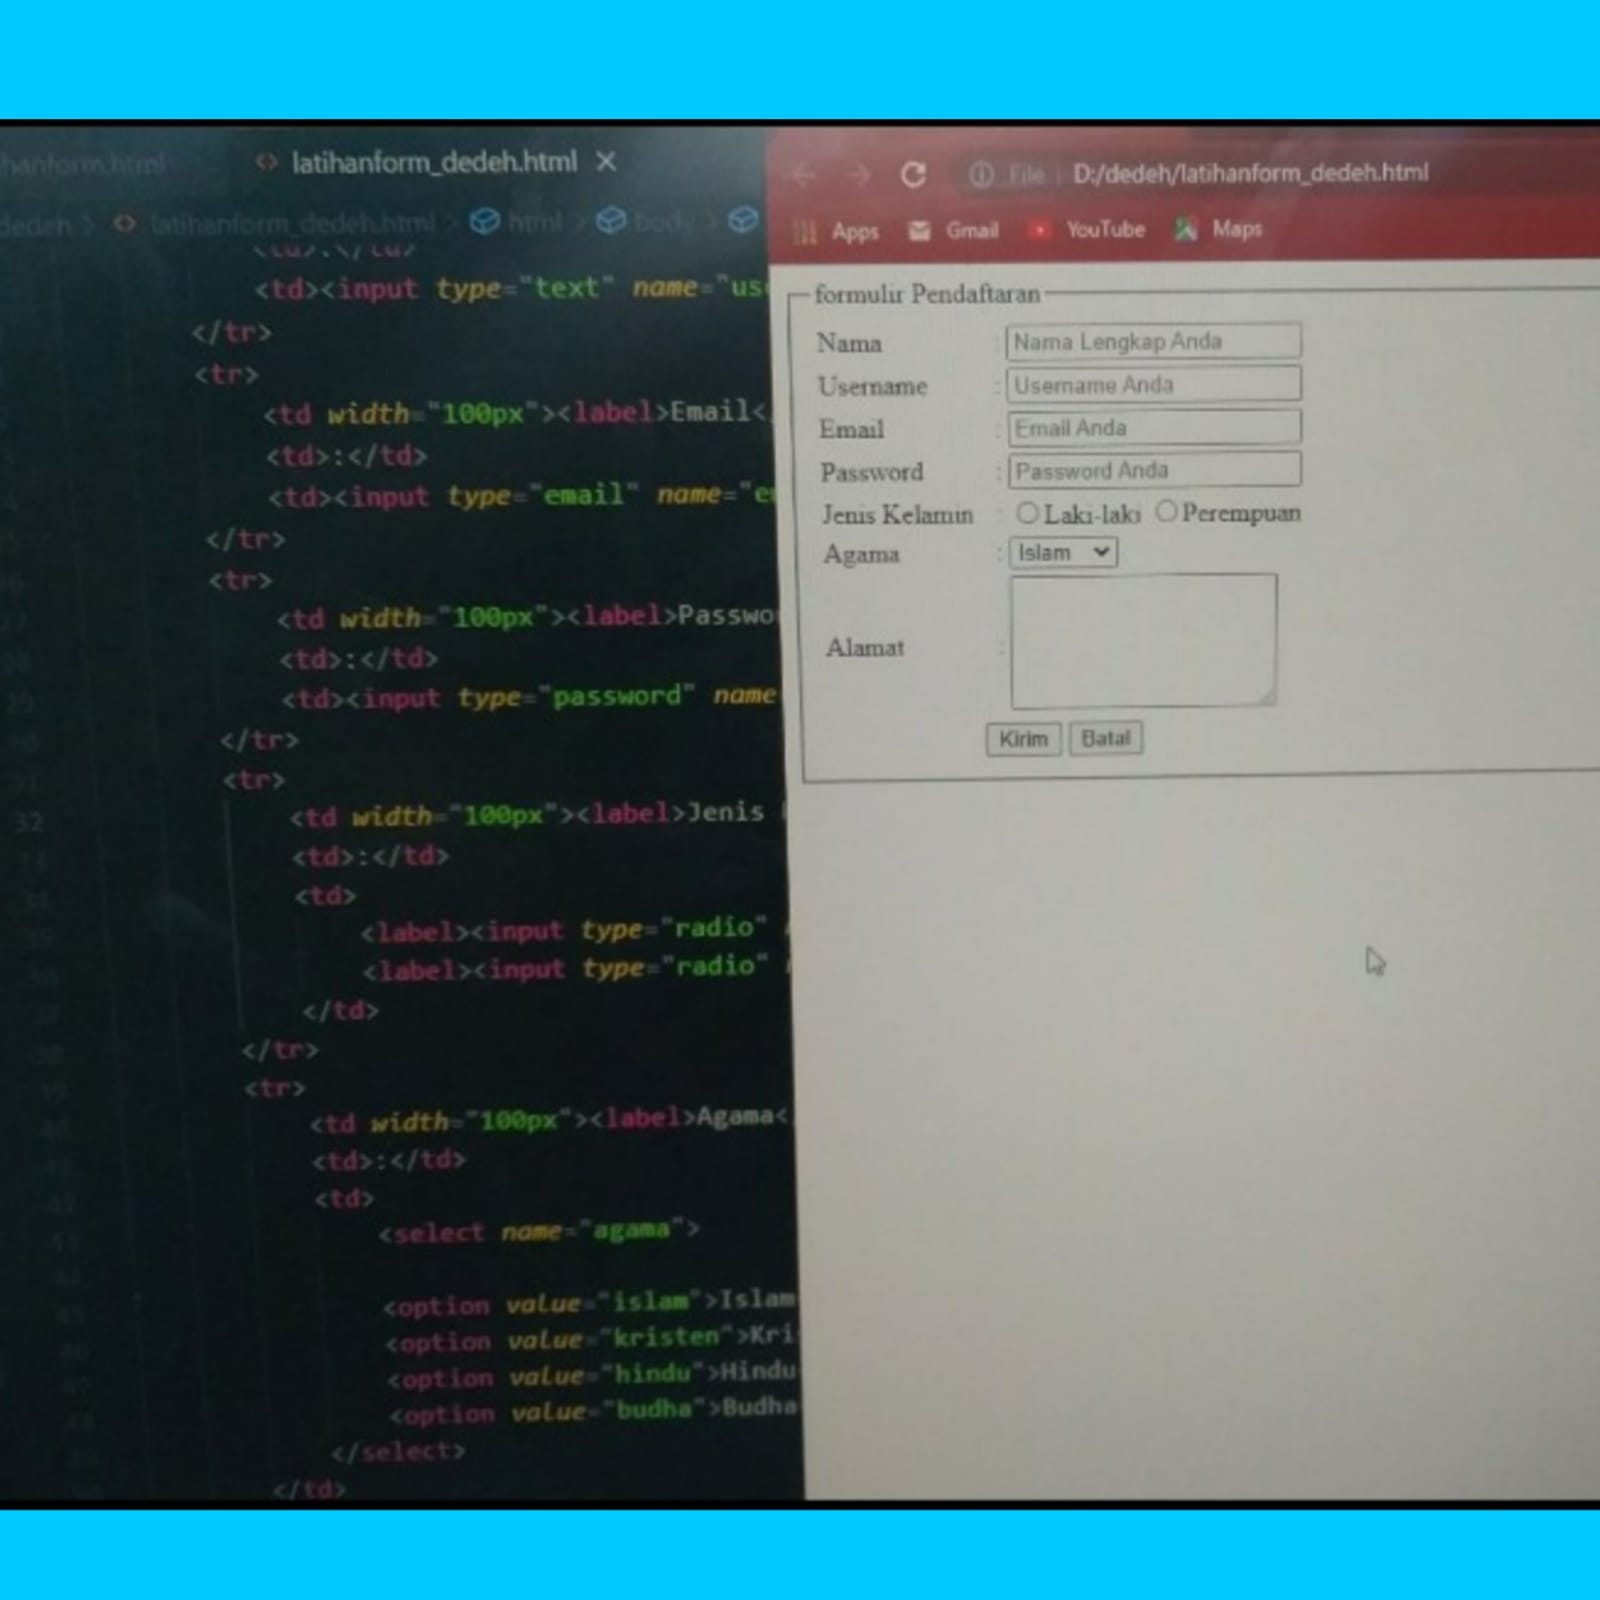 hanform.html
latihanform_dedeh.html ×
dedeh > latihanform_dedeh.html > html > body >
<td>:</td>
<td><input type="text" name="us
</tr>
<tr>
<td width="100px"><label>Email<
<td>:</td>
<td><input type="email" name="e
</tr>
<tr>
<td width="100px"><label>Passwo
<td>:</td>
<td><input type="password" name
</tr>
<tr>
32
<td width="100px"><label>Jenis
<td>:</td>
<td>
<label><input type="radio"
<label><input type="radio"
</td>
</tr>
<tr>
<td width="100px"><label>Agama<
<td>:</td>
<td>
<select name="agama">
<option value="islam">Islam
<option value="kristen">Kri
<option value="hindu">Hindu
<option value="budha">Budha
</select>
</td>
File | D:/dedeh/latihanform_dedeh.html
Apps Gmail YouTube Maps
formulir Pendaftaran
Nama : Nama Lengkap Anda
Username : Username Anda
Email : Email Anda
Password : Password Anda
Jenis Kelamin : Laki-laki Perempuan
Agama : Islam
Alamat :
Kirim Batal